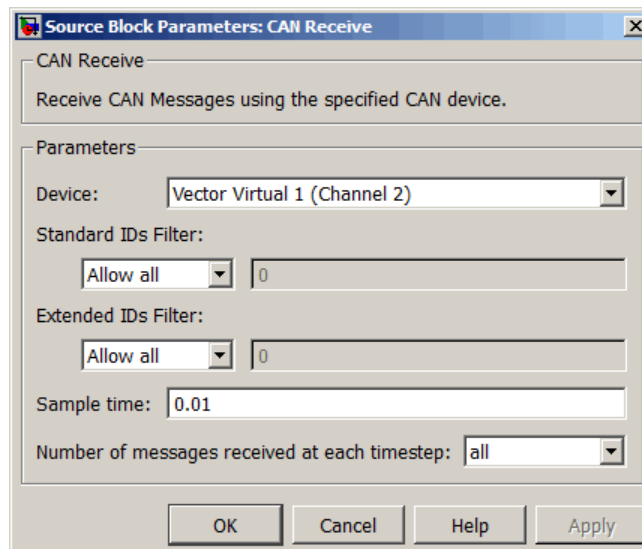 Source Block Parameters: CAN Receive
CAN Receive
Receive CAN Messages using the specified CAN device.
Parameters
Device: Vector Virtual 1 (Channel 2)
Standard IDs Filter:
Allow all 0
Extended IDs Filter:
Allow all 0
Sample time: 0.01
Number of messages received at each timestep: all
OK Cancel Help Apply